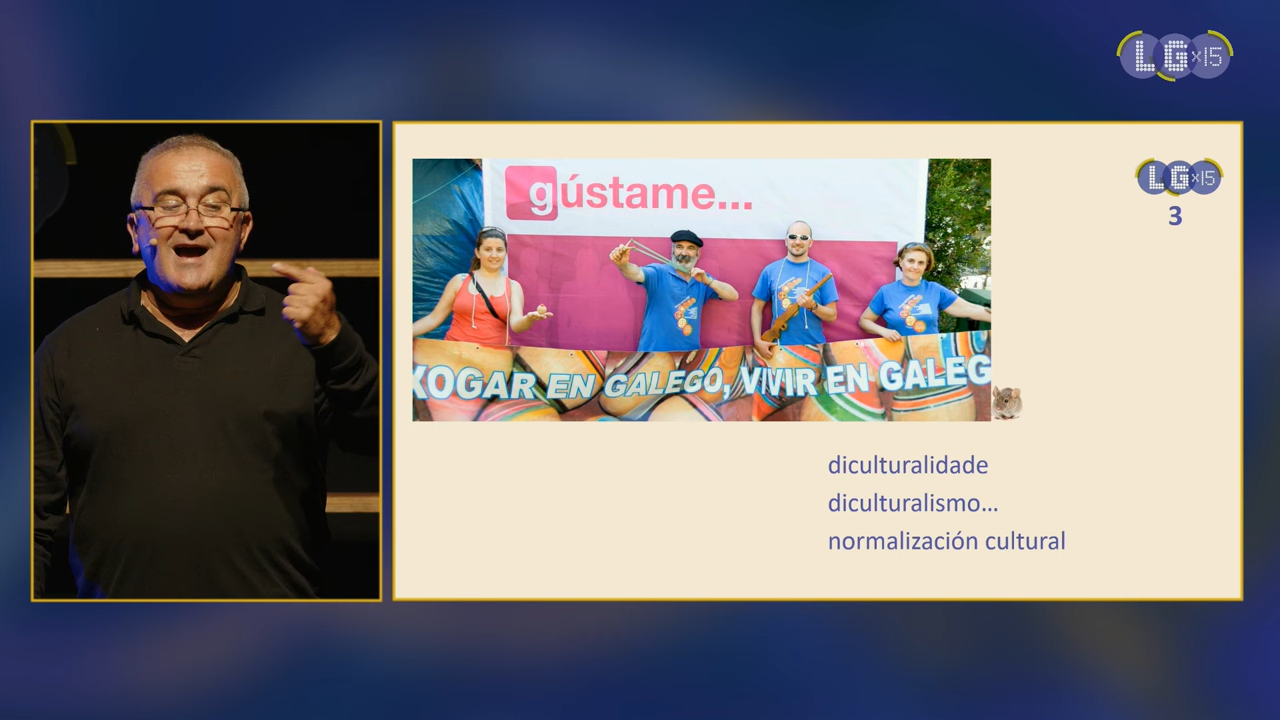 LG×15
gústame...
XOGAR EN GALEGO, VIVIR EN GALEG
LG×15
3
diculturalidade
diculturalismo...
normalización cultural